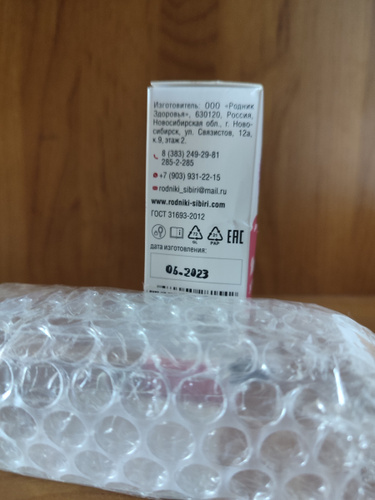 Изготовитель: ООО «Родник
Здоровья», 630120, Россия,
Новосибирская обл., г. Ново-
сибирск, ул. Связистов, 12а,
к 9, этаж 2.
8 (383) 249-29-81
285-2-285
+7 (903) 931-22-15
rodniki_sibiri@mail.ru
www.rodniki-sibiri.com
ГОСТ 31693-2012
PAP
EAC
дата изготовления:
06.2023